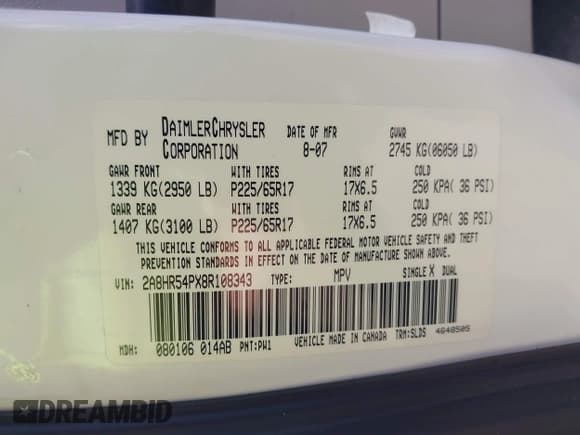 MFD BY DAIMLERCHRYSLER CORPORATION DATE OF MFR 8-07 GVWR 2745 KG(06050 LB)
GAWR FRONT WITH TIRES RIMS AT COLD
1339 KG(2950 LB) P225/65R17 17X6.5 250 KPA( 36 PSI)
GAWR REAR WITH TIRES RIMS AT COLD
1407 KG(3100 LB) P225/65R17 17X6.5 250 KPA( 36 PSI)
THIS VEHICLE CONFORMS TO ALL APPLICABLE FEDERAL MOTOR VEHICLE SAFETY AND THEFT
PREVENTION STANDARDS IN EFFECT ON THE DATE OF MANUFACTURE SHOWN ABOVE.
VIN: 2A8HR54PX8R108343 TYPE: MPV SINGLE X DUAL
MDH: 080106 014AB PNT:PW1 VEHICLE MADE IN CANADA TRM:SLDS 4648505
DREAMBID